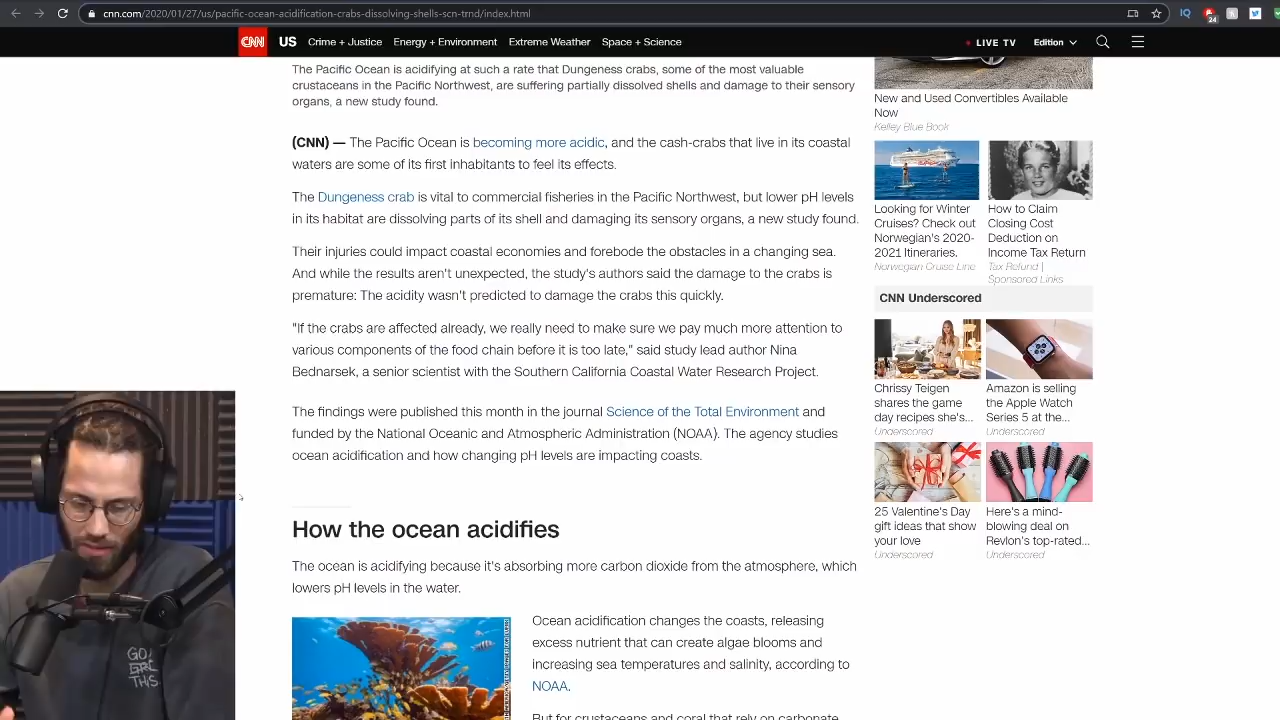 cnn.com/2020/01/27/us/pacific-ocean-acidification-crabs-dissolving-shells-scn-trnd/index.html
24
CNN US Crime + Justice Energy + Environment Extreme Weather Space + Science LIVE TV Edition
The Pacific Ocean is acidifying at such a rate that Dungeness crabs, some of the most valuable
crustaceans in the Pacific Northwest, are suffering partially dissolved shells and damage to their sensory
organs, a new study found.
(CNN) — The Pacific Ocean is becoming more acidic, and the cash-crabs that live in its coastal
waters are some of its first inhabitants to feel its effects.
The Dungeness crab is vital to commercial fisheries in the Pacific Northwest, but lower pH levels
in its habitat are dissolving parts of its shell and damaging its sensory organs, a new study found.
Their injuries could impact coastal economies and forebode the obstacles in a changing sea.
And while the results aren't unexpected, the study's authors said the damage to the crabs is
premature: The acidity wasn't predicted to damage the crabs this quickly.
"If the crabs are affected already, we really need to make sure we pay much more attention to
various components of the food chain before it is too late," said study lead author Nina
Bednarsek, a senior scientist with the Southern California Coastal Water Research Project.
The findings were published this month in the journal Science of the Total Environment and
funded by the National Oceanic and Atmospheric Administration (NOAA). The agency studies
ocean acidification and how changing pH levels are impacting coasts.
How the ocean acidifies
The ocean is acidifying because it's absorbing more carbon dioxide from the atmosphere, which
lowers pH levels in the water.
Ocean acidification changes the coasts, releasing
excess nutrient that can create algae blooms and
increasing sea temperatures and salinity, according to
NOAA.
But for crustaceans and coral that rely on carbonate
New and Used Convertibles Available
Now
Kelley Blue Book
Looking for Winter
Cruises? Check out
Norwegian's 2020-
2021 Itineraries.
Norwegian Cruise Line
How to Claim
Closing Cost
Deduction on
Income Tax Return
Tax Refund |
Sponsored Links
CNN Underscored
Chrissy Teigen
shares the game
day recipes she's...
Underscored
Amazon is selling
the Apple Watch
Series 5 at the...
Underscored
25 Valentine's Day
gift ideas that show
your love
Underscored
Here's a mind-
blowing deal on
Revlon's top-rated...
Underscored
THIS